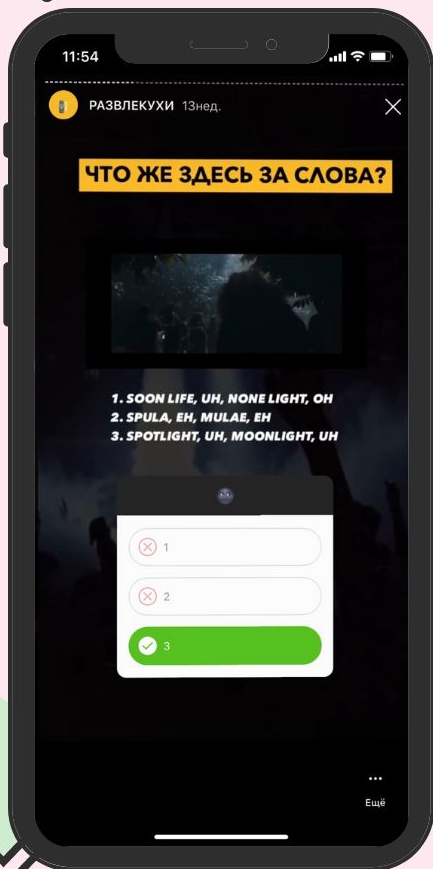 11:54
РАЗВЛЕКУХИ 13нед.
ЧТО ЖЕ ЗДЕСЬ ЗА СЛОВА?
1. SOON LIFE, UH, NONE LIGHT, OH
2. SPULA, EH, MULAE, EH
3. SPOTLIGHT, UH, MOONLIGHT, UH
1
2
3
Ещё